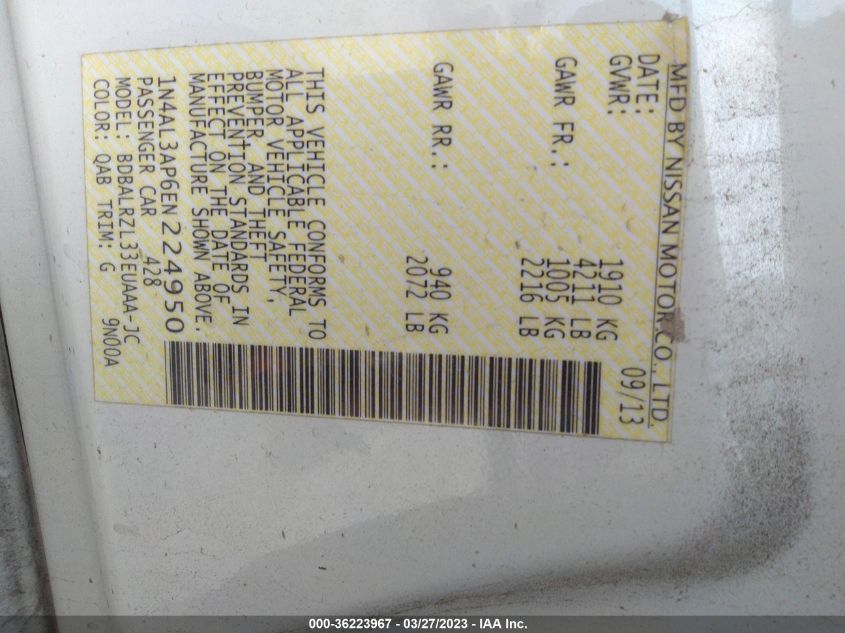 MFD BY NISSAN MOTOR CO., LTD.
DATE: 09/13
GVWR: 1910 KG
4211 LB
GAWR FR.: 1005 KG
2216 LB
GAWR RR.: 940 KG
2072 LB
THIS VEHICLE CONFORMS TO
ALL APPLICABLE FEDERAL
MOTOR VEHICLE SAFETY,
BUMPER AND THEFT
PREVENTION STANDARDS IN
EFFECT ON THE DATE OF
MANUFACTURE SHOWN ABOVE.
1N4AL3AP6EN224950
PASSENGER CAR 428
MODEL: BDBALRZL33EUAAA-JC
COLOR: QAB TRIM: G 9N00A
000-36223967 — 03/27/2023 — IAA Inc.